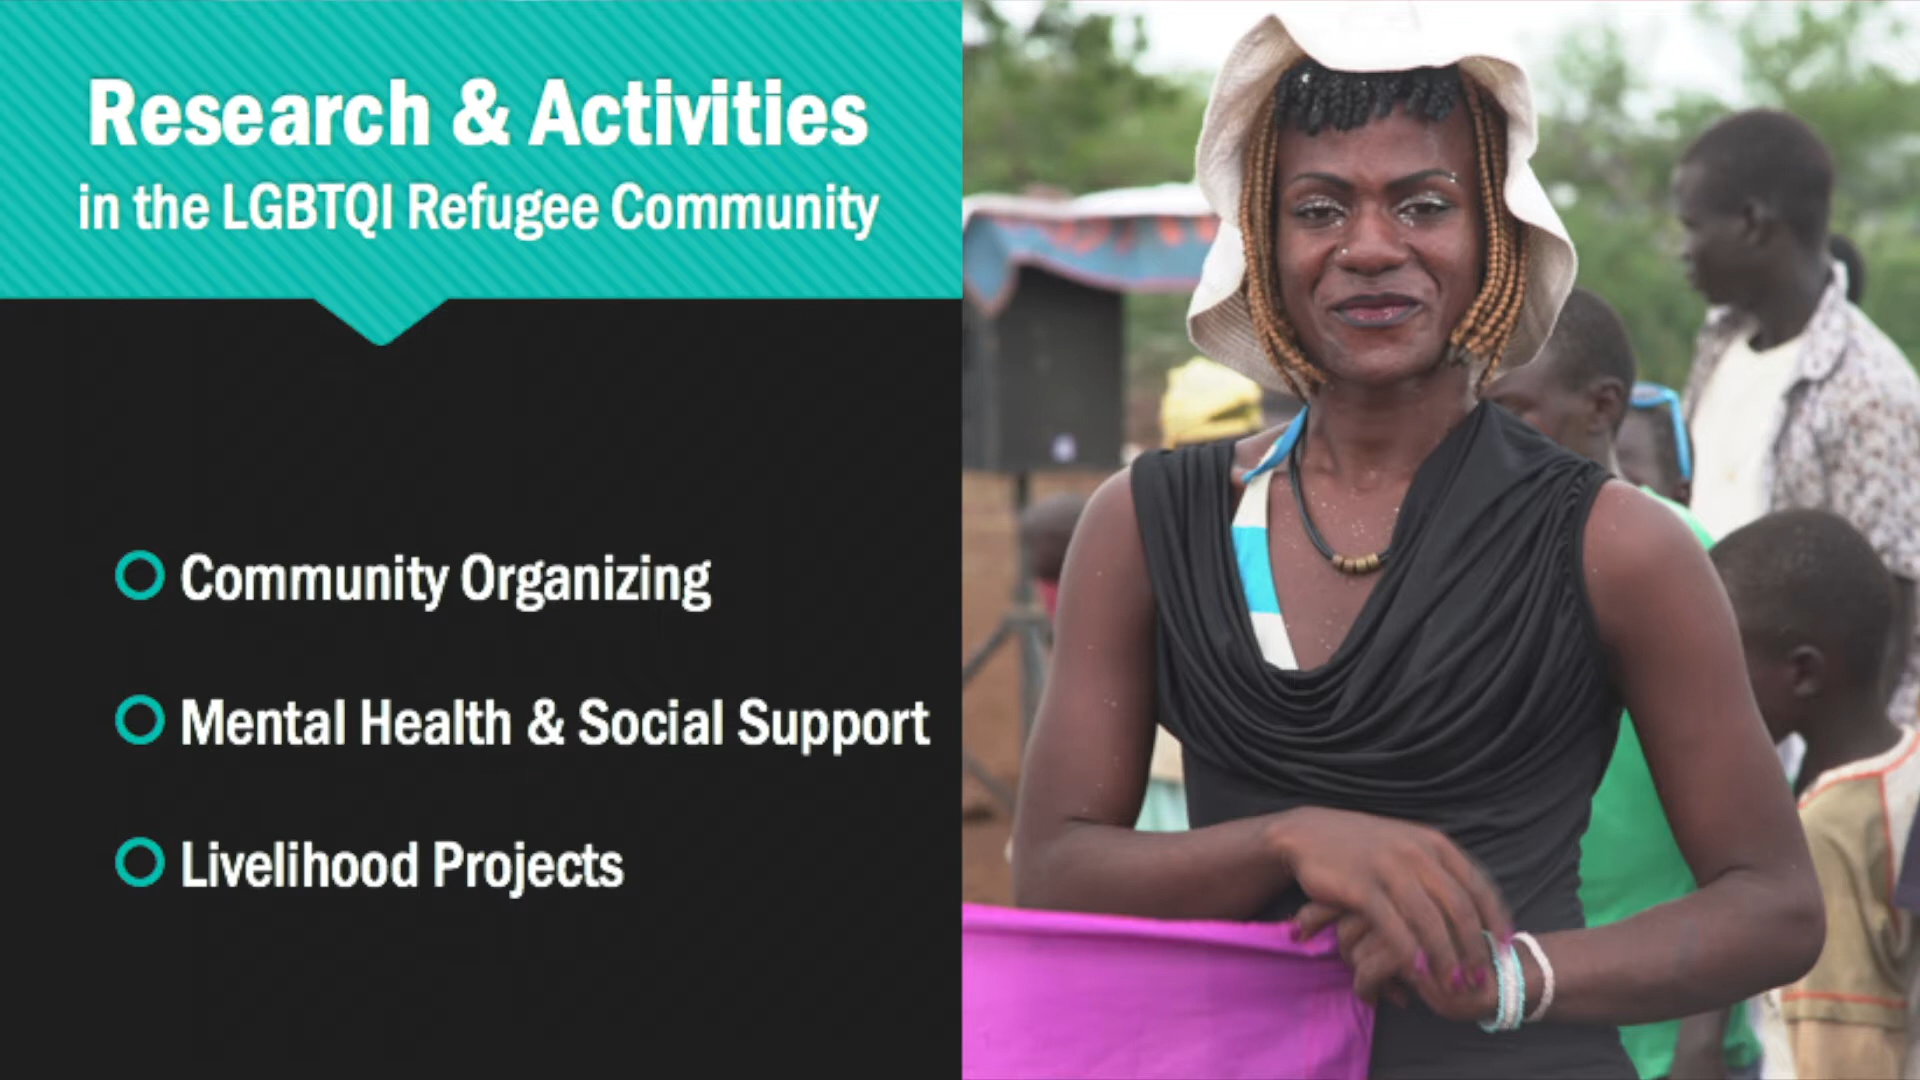 Research & Activities
in the LGBTQI Refugee Community
Community Organizing
Mental Health & Social Support
Livelihood Projects